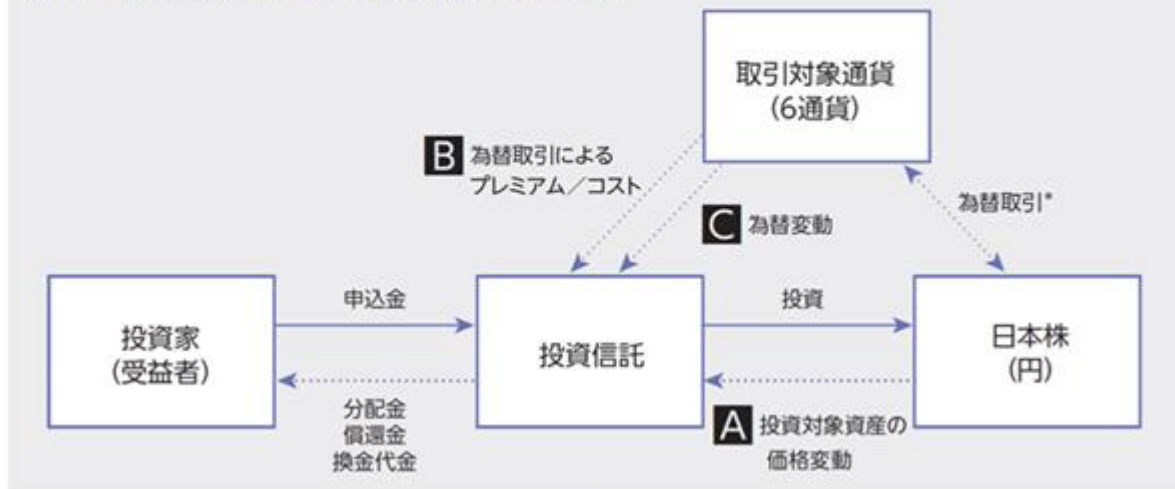 取引対象通貨
(6通貨)
B 為替取引による
プレミアム／コスト
C 為替変動
為替取引*
投資家
(受益者)
申込金
分配金
償還金
換金代金
投資信託
投資
A 投資対象資産の
価格変動
日本株
(円)